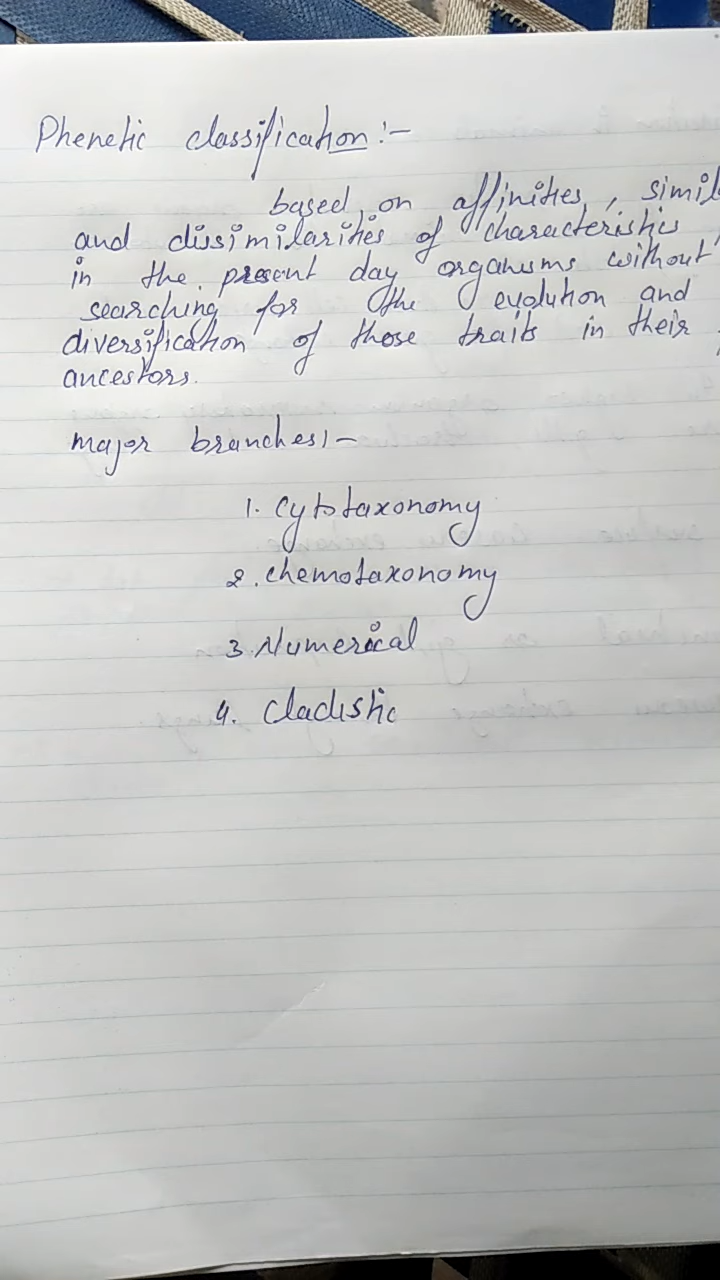 Phenetic classification :-
based on affinities, simil
and dissimilarities of characteristics
in the present day organisms without
searching for the evolution and
diversification of those traits in their
ancestors.
major branches :-
1. Cytotaxonomy
2. chemotaxonomy
3. Numerical
4. Cladistic